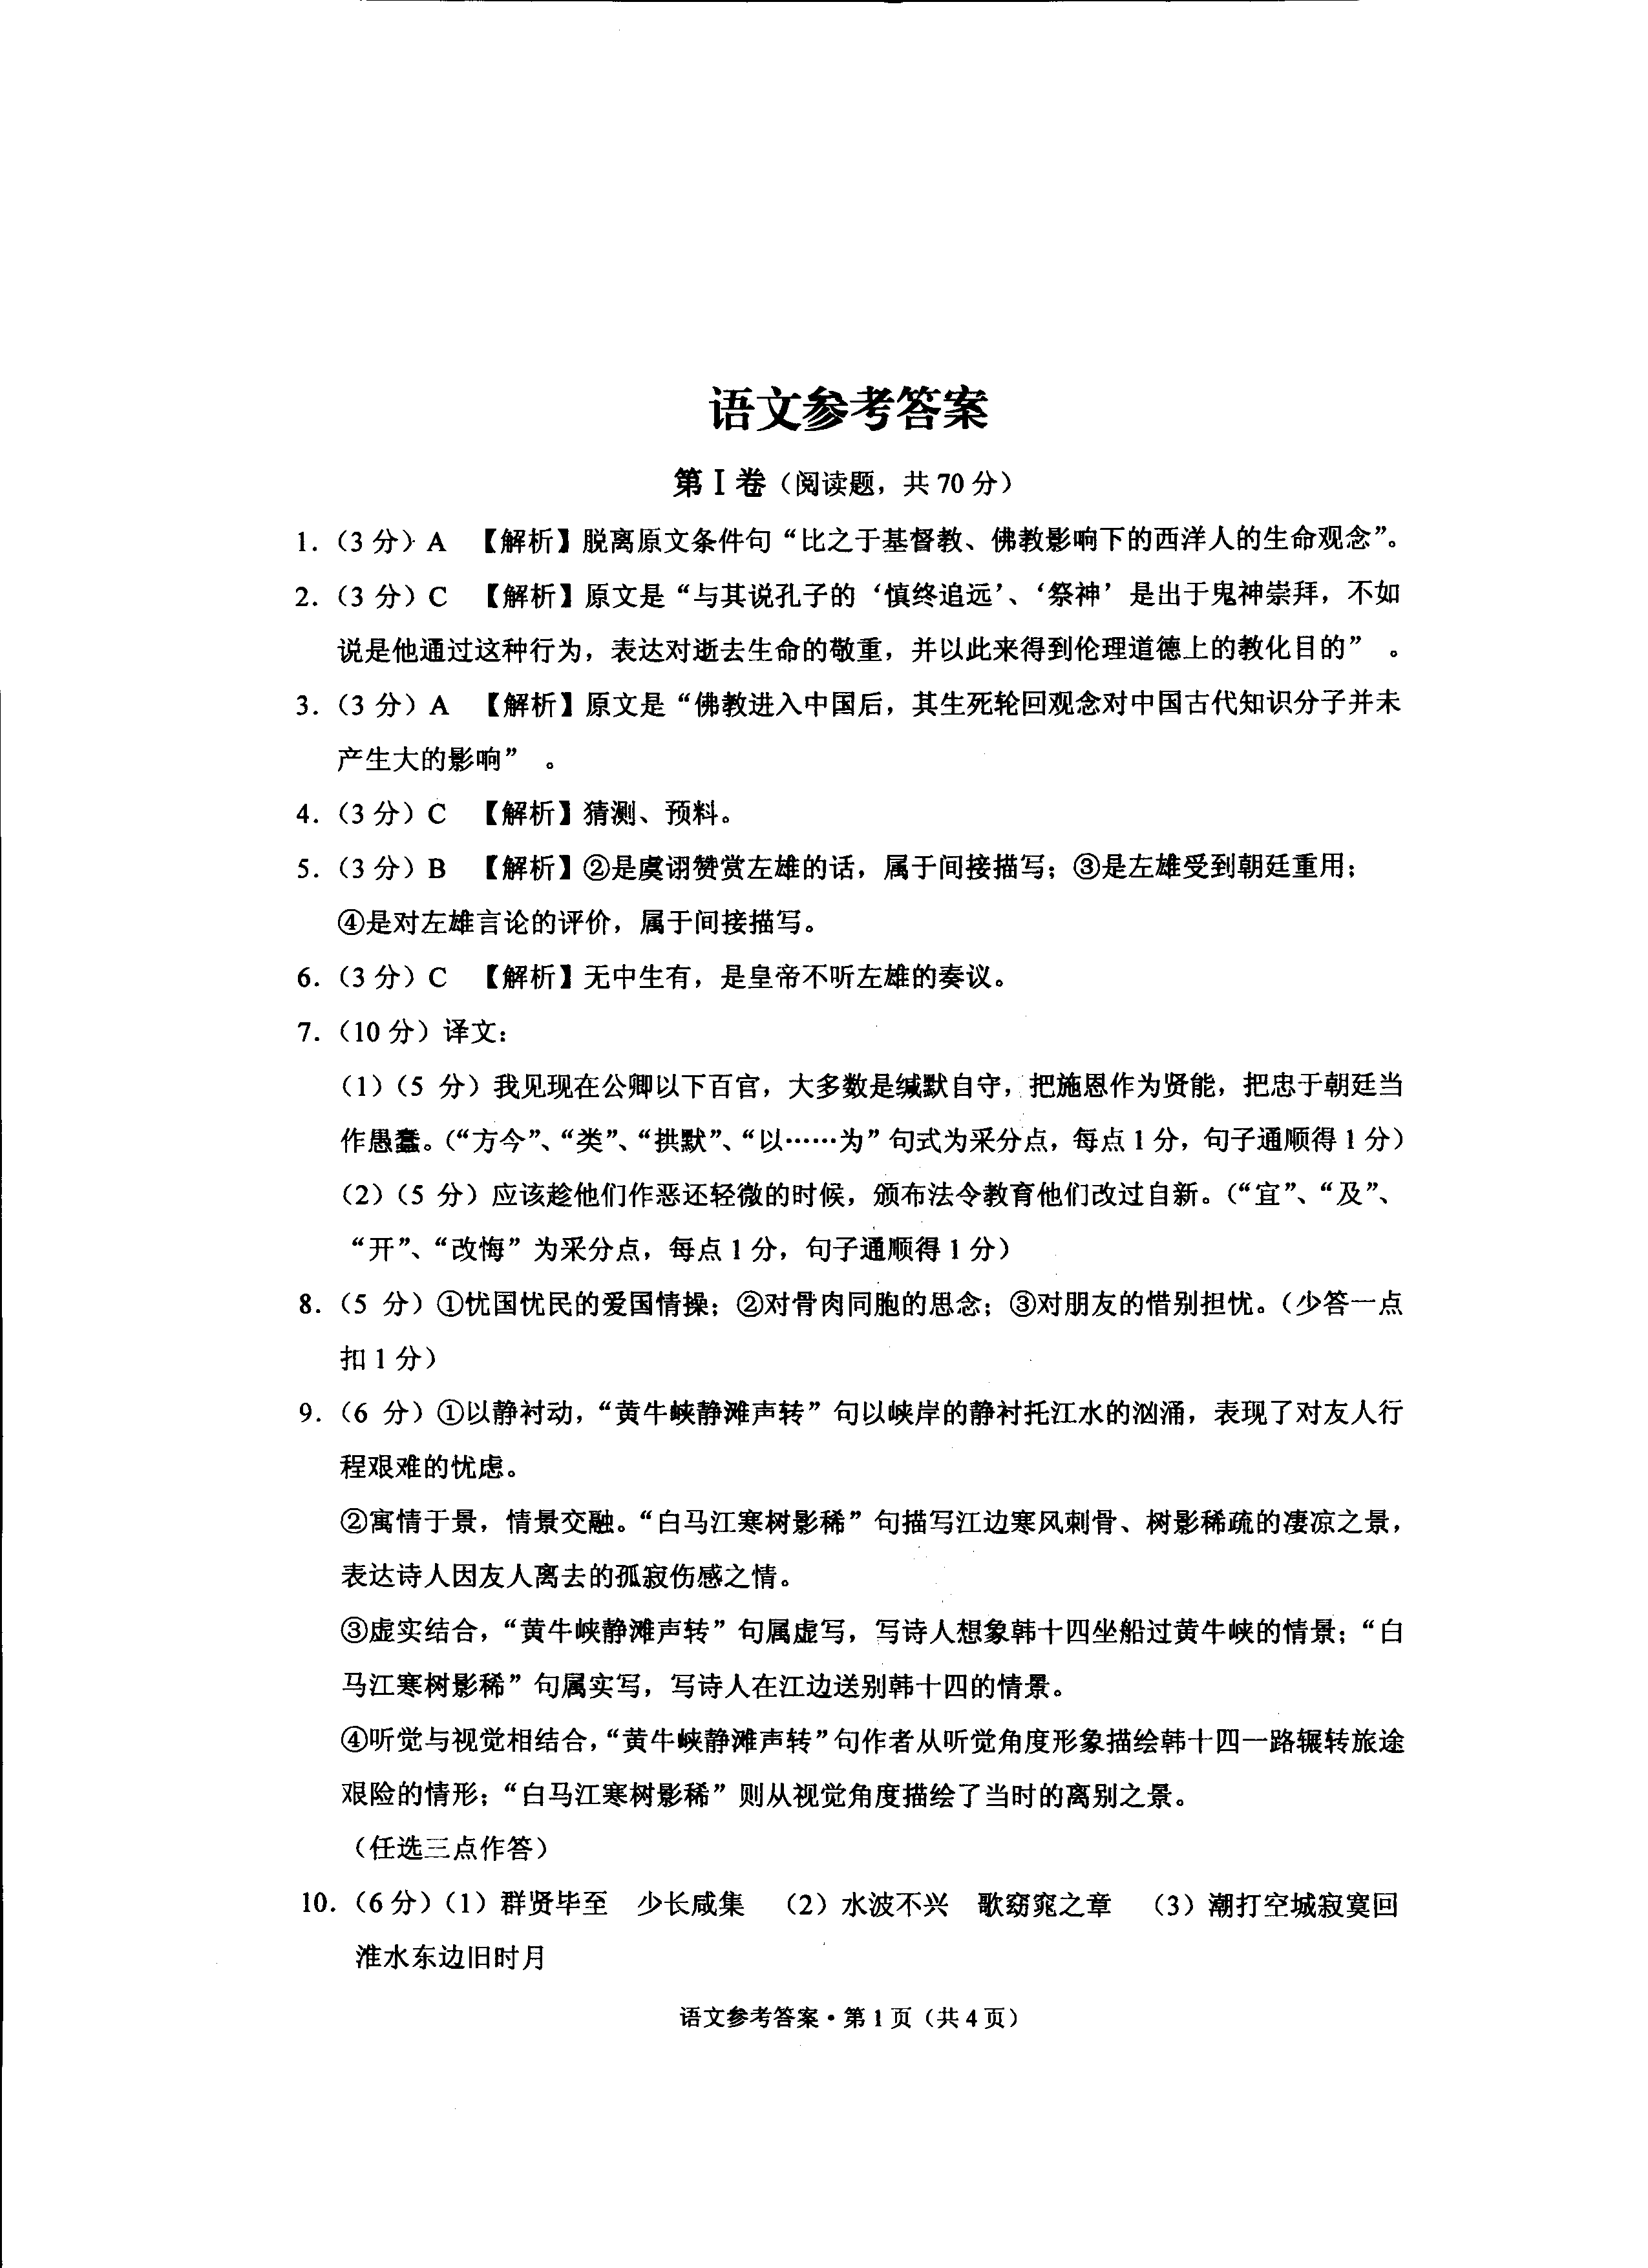 语文参考答案
第Ⅰ卷（阅读题，共70分）
1.（3分）A 【解析】脱离原文条件句“比之于基督教、佛教影响下的西洋人的生命观念”。
2.（3分）C 【解析】原文是“与其说孔子的‘慎终追远’、‘祭神’是出于鬼神崇拜，不如
说是他通过这种行为，表达对逝去生命的敬重，并以此来得到伦理道德上的教化目的”。
3.（3分）A 【解析】原文是“佛教进入中国后，其生死轮回观念对中国古代知识分子并未
产生大的影响”。
4.（3分）C 【解析】猜测、预料。
5.（3分）B 【解析】②是虞诩赞赏左雄的话，属于间接描写；③是左雄受到朝廷重用；
④是对左雄言论的评价，属于间接描写。
6.（3分）C 【解析】无中生有，是皇帝不听左雄的奏议。
7.（10分）译文：
（1）（5 分）我见现在公卿以下百官，大多数是缄默自守，把施恩作为贤能，把忠于朝廷当
作愚蠢。（“方今”、“类”、“拱默”、“以……为”句式为采分点，每点1分，句子通顺得1分）
（2）（5 分）应该趁他们作恶还轻微的时候，颁布法令教育他们改过自新。（“宜”、“及”、
“开”、“改悔”为采分点，每点1分，句子通顺得1分）
8.（5 分）①忧国忧民的爱国情操；②对骨肉同胞的思念；③对朋友的惜别担忧。（少答一点
扣1分）
9.（6 分）①以静衬动，“黄牛峡静滩声转”句以峡岸的静衬托江水的汹涌，表现了对友人行
程艰难的忧虑。
②寓情于景，情景交融。“白马江寒树影稀”句描写江边寒风刺骨、树影稀疏的凄凉之景，
表达诗人因友人离去的孤寂伤感之情。
③虚实结合，“黄牛峡静滩声转”句属虚写，写诗人想象韩十四坐船过黄牛峡的情景；“白
马江寒树影稀”句属实写，写诗人在江边送别韩十四的情景。
④听觉与视觉相结合，“黄牛峡静滩声转”句作者从听觉角度形象描绘韩十四一路辗转旅途
艰险的情形；“白马江寒树影稀”则从视觉角度描绘了当时的离别之景。
（任选三点作答）
10.（6分）（1）群贤毕至 少长咸集 （2）水波不兴 歌窈窕之章 （3）潮打空城寂寞回
淮水东边旧时月
语文参考答案·第1页（共4页）